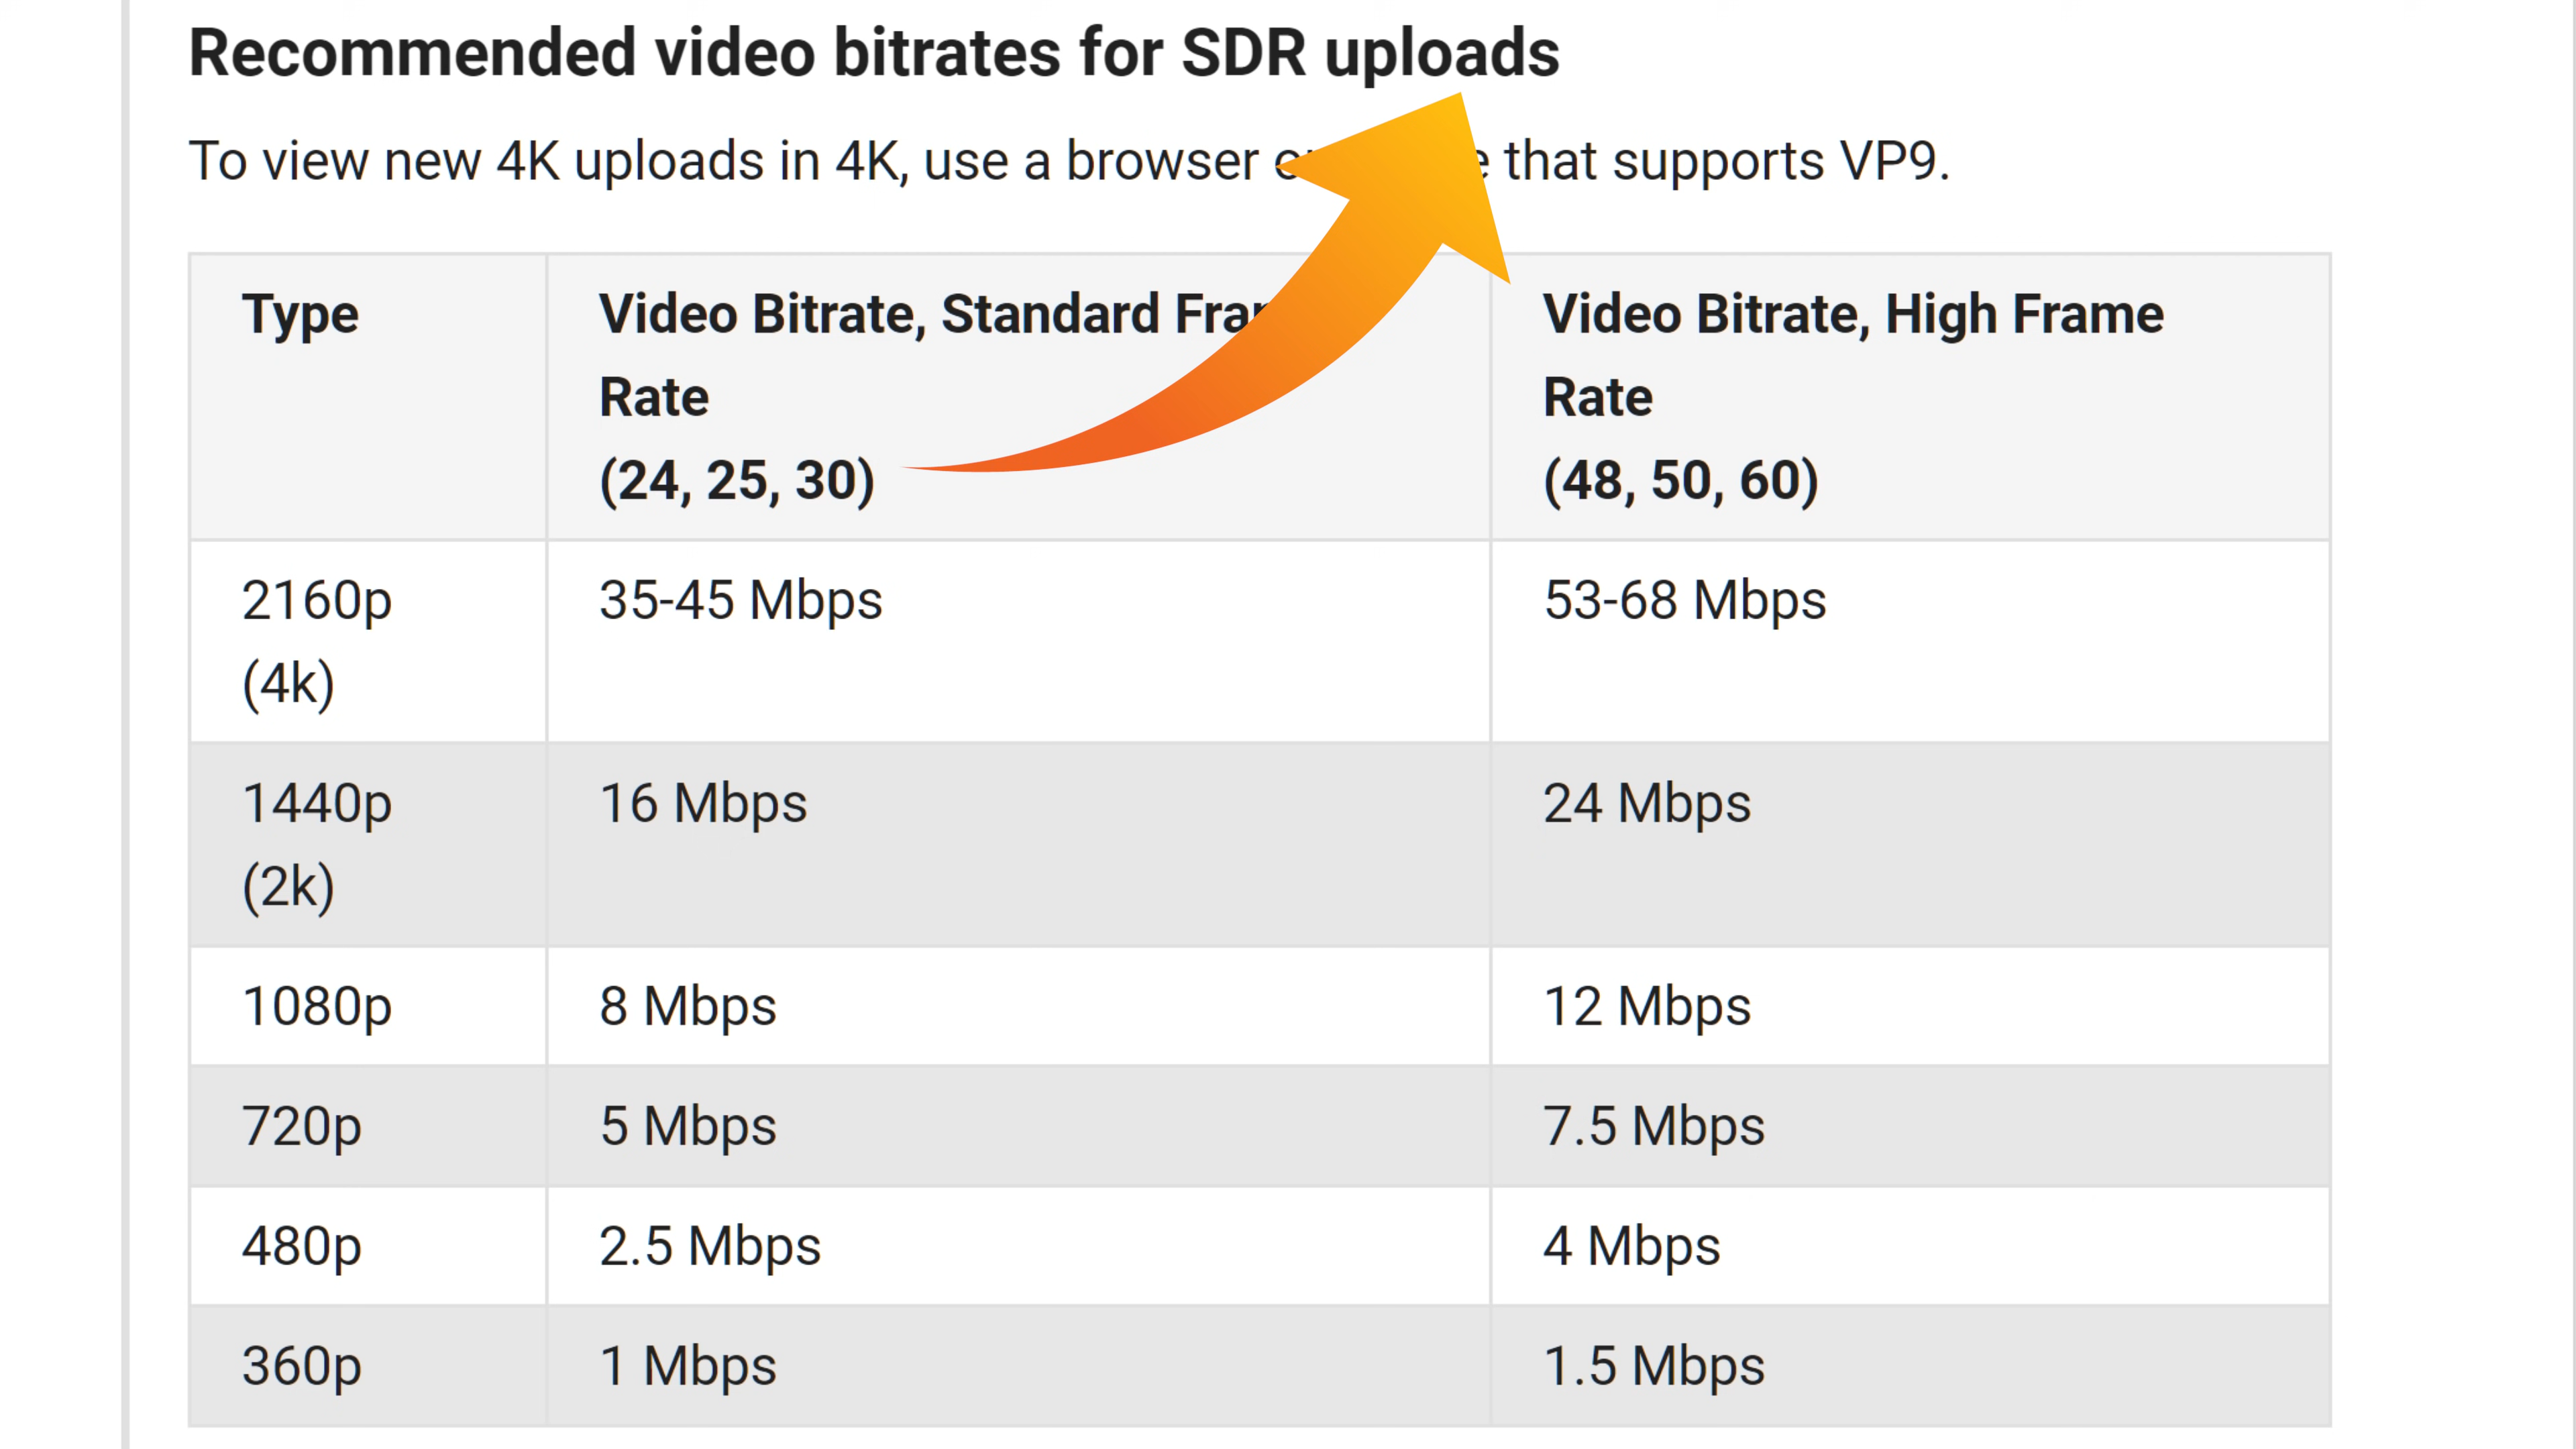 Recommended video bitrates for SDR uploads
To view new 4K uploads in 4K, use a browser that supports VP9.
Type
Video Bitrate, Standard
Rate
(24, 25, 30)
Video Bitrate, High Frame
Rate
(48, 50, 60)
2160p
(4k)
35-45 Mbps
53-68 Mbps
1440p
(2k)
16 Mbps
24 Mbps
1080p
8 Mbps
12 Mbps
720p
5 Mbps
7.5 Mbps
480p
2.5 Mbps
4 Mbps
360p
1 Mbps
1.5 Mbps